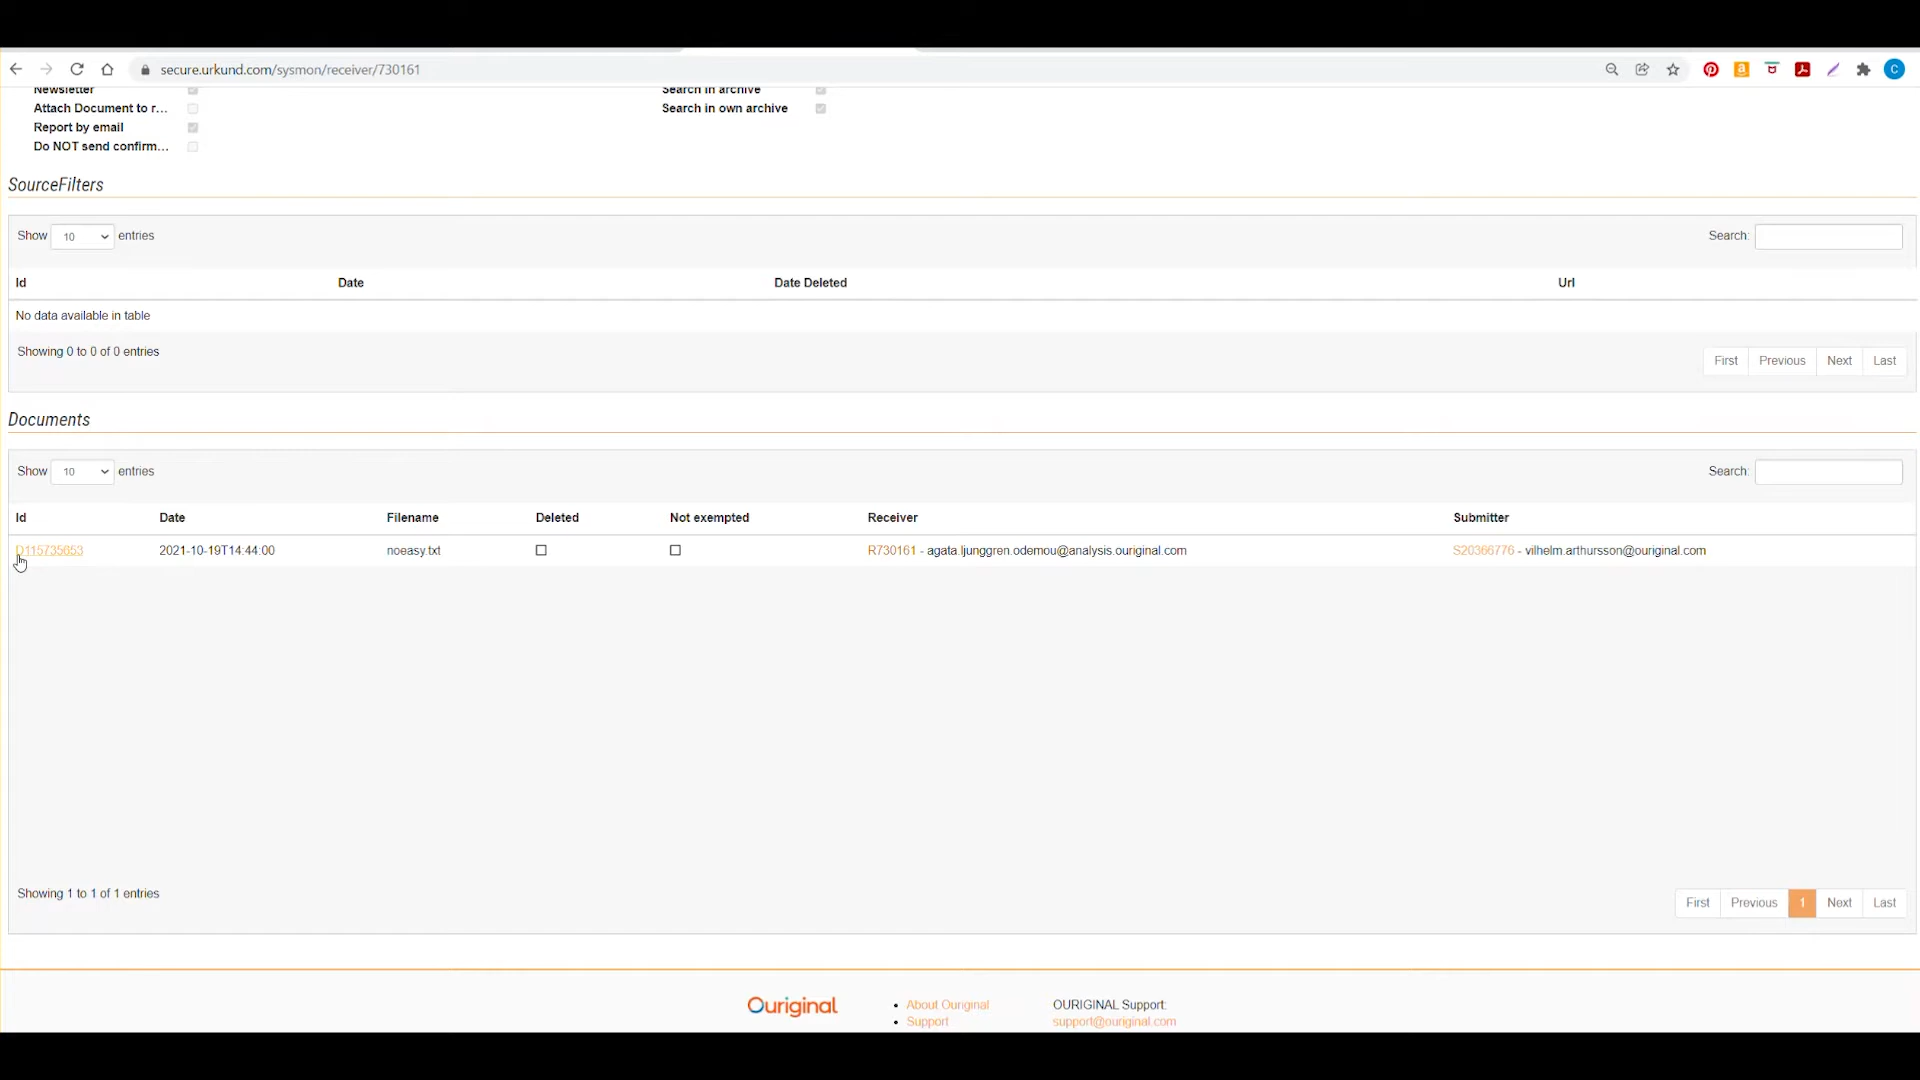 secure.urkund.com/sysmon/receiver/730161
C
Newsletter
Search in archive
Attach Document to r...
Search in own archive
Report by email
Do NOT send confirm...
SourceFilters
Show 10 entries Search:
Id Date Date Deleted Url
No data available in table
Showing 0 to 0 of 0 entries
First Previous Next Last
Documents
Show 10 entries Search:
Id Date Filename Deleted Not exempted Receiver Submitter
D115735653 2021-10-19T14:44:00 noeasy.txt R730161 - agata.ljunggren.odemou@analysis.ouriginal.com S20366776 - vilhelm.arthursson@ouriginal.com
Showing 1 to 1 of 1 entries
First Previous 1 Next Last
Ouriginal
• About Ouriginal
• Support
OURIGINAL Support:
support@ouriginal.com